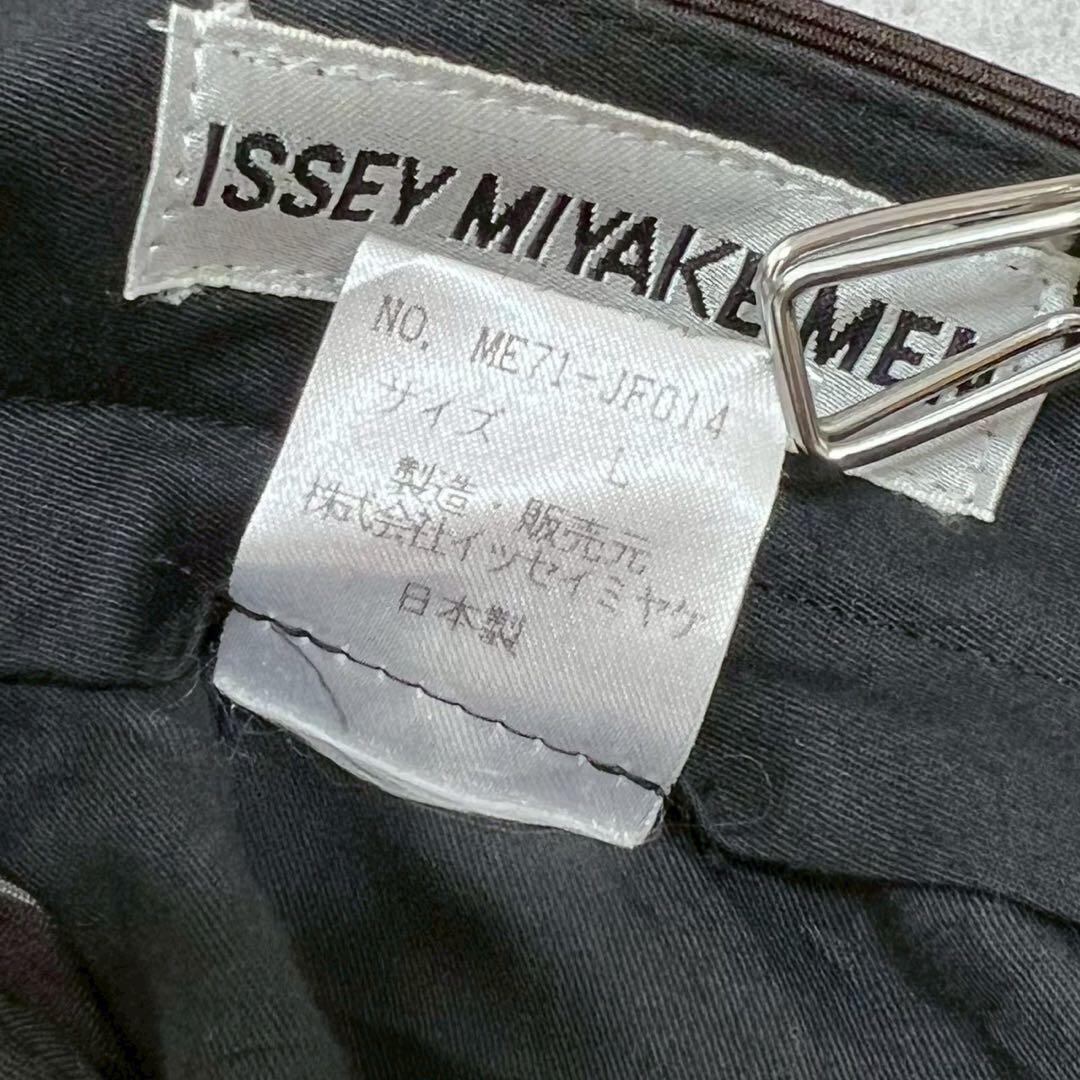 ISSEY MIYAKE MEN
NO. ME71-JF014
サイズ L
製造・販売元
株式会社イッセイミヤケ
日本製